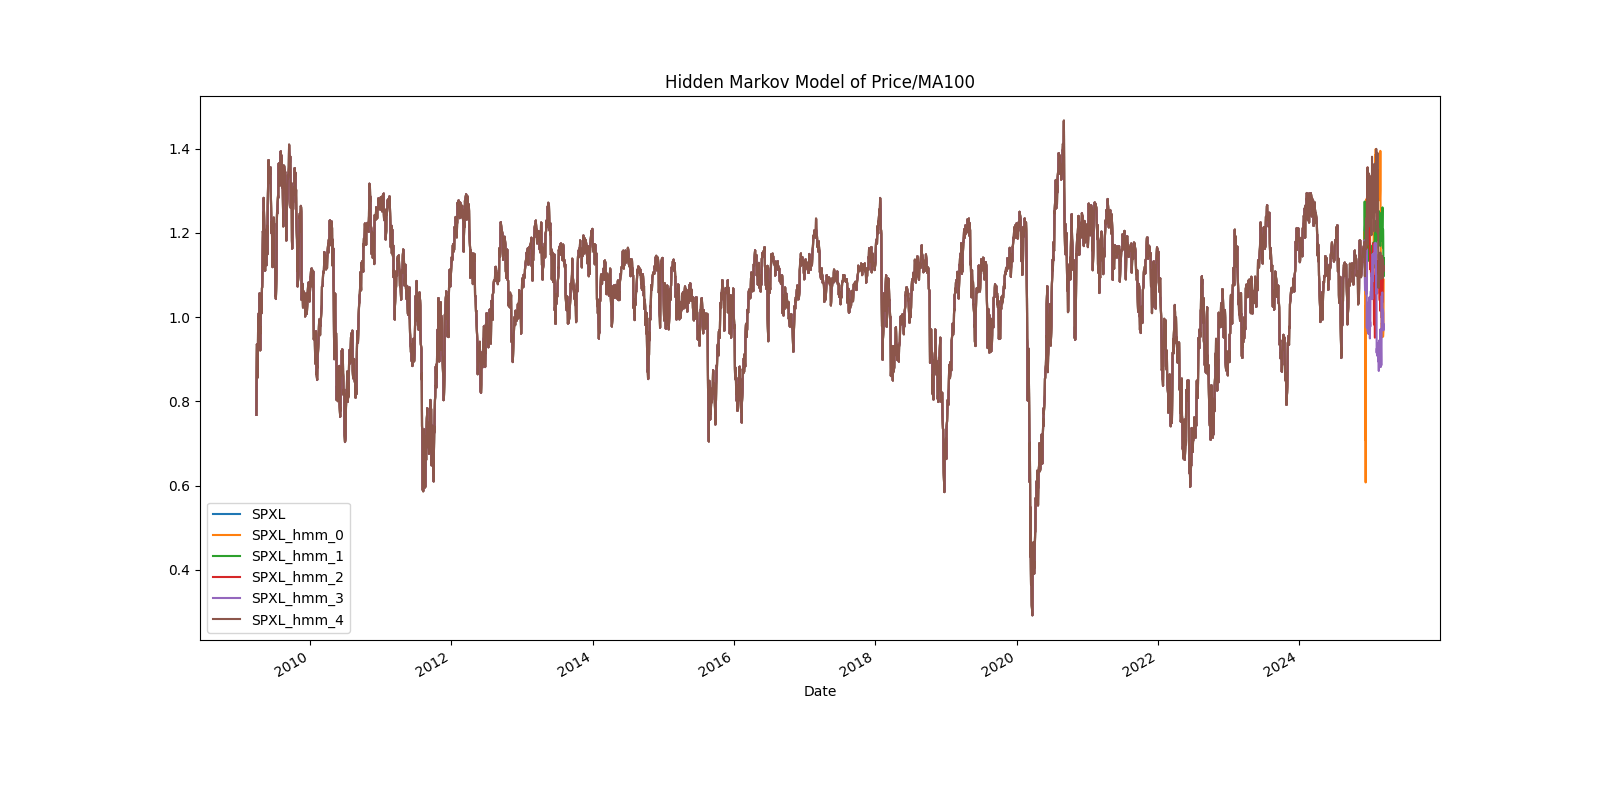 Hidden Markov Model of Price/MA100
1.4
1.2
1.0
0.8
0.6
0.4
SPXL
SPXL_hmm_0
SPXL_hmm_1
SPXL_hmm_2
SPXL_hmm_3
SPXL_hmm_4
2010 2012 2014 2016 2018 2020 2022 2024
Date